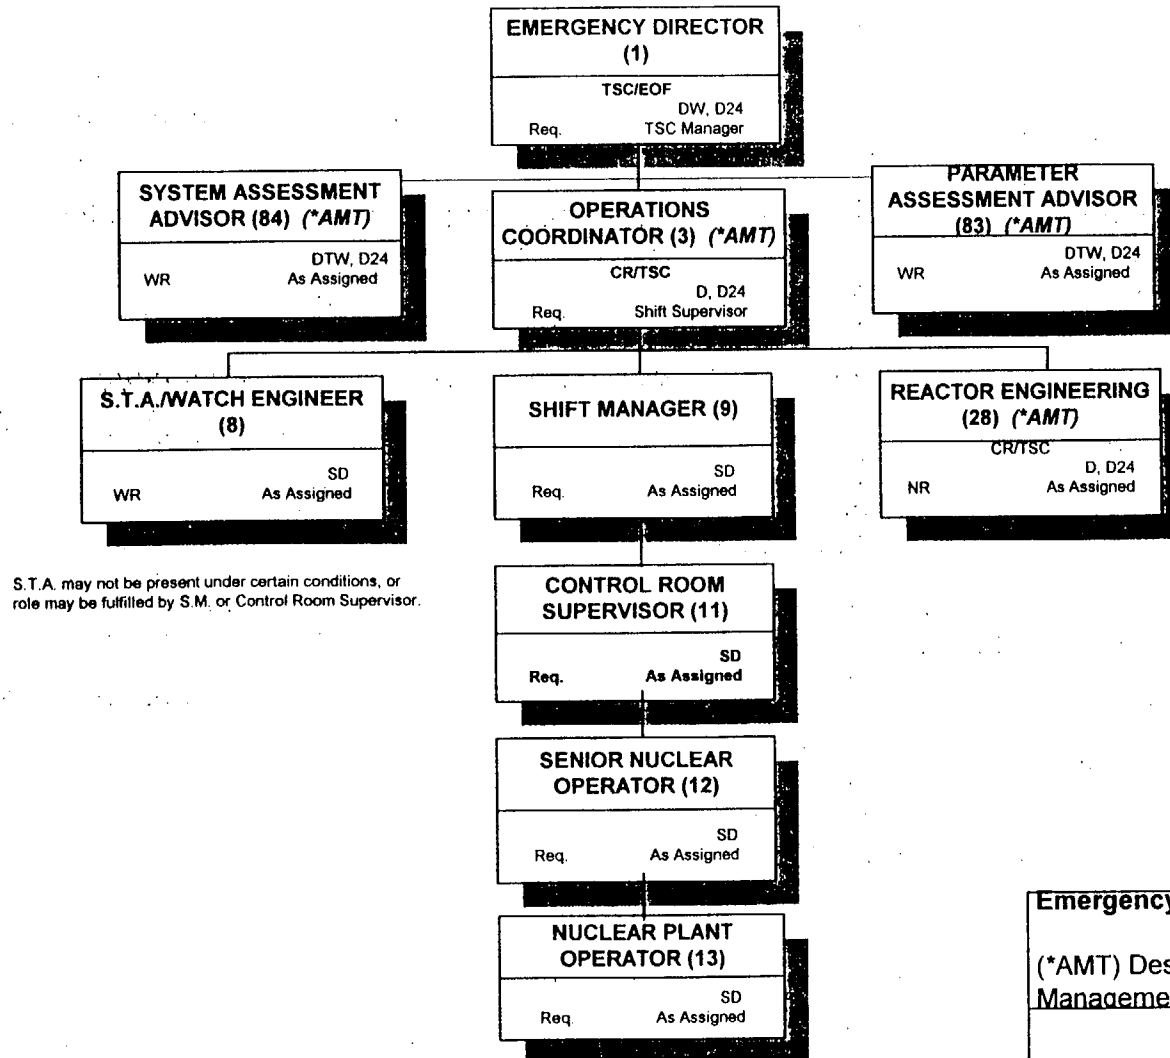 EMERGENCY DIRECTOR
(1)
TSC/EOF
DW, D24
Req. TSC Manager
SYSTEM ASSESSMENT
ADVISOR (84) (*AMT)
DTW, D24
WR As Assigned
OPERATIONS
COORDINATOR (3) (*AMT)
CR/TSC
D, D24
Req. Shift Supervisor
PARAMETER
ASSESSMENT ADVISOR
(83) (*AMT)
DTW, D24
WR As Assigned
S.T.A./WATCH ENGINEER
(8)
SD
WR As Assigned
SHIFT MANAGER (9)
SD
Req. As Assigned
REACTOR ENGINEERING
(28) (*AMT)
CR/TSC
D, D24
NR As Assigned
S.T.A. may not be present under certain conditions, or
role may be fulfilled by S.M. or Control Room Supervisor.
CONTROL ROOM
SUPERVISOR (11)
SD
Req. As Assigned
SENIOR NUCLEAR
OPERATOR (12)
SD
Req. As Assigned
NUCLEAR PLANT
OPERATOR (13)
SD
Req. As Assigned
Emergency
(*AMT) Des
Manageme